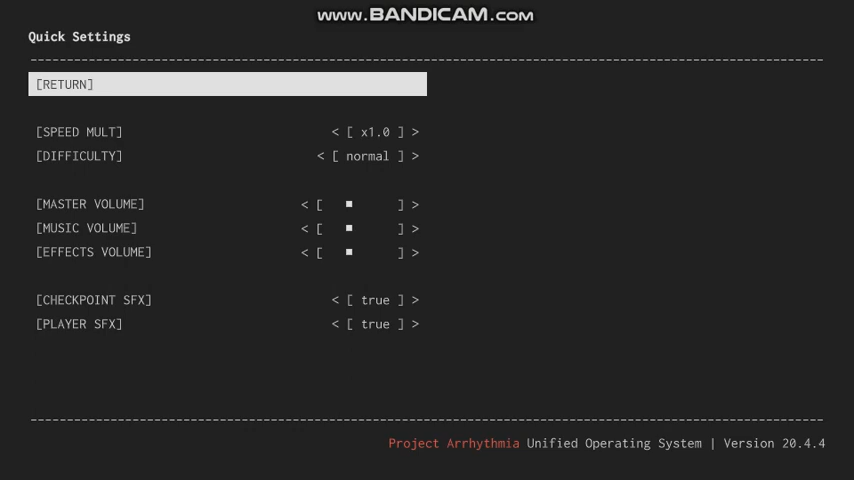 www.BANDICAM.com
Quick Settings
[RETURN]
[SPEED MULT] < [ x1.0 ] >
[DIFFICULTY] < [ normal ] >
[MASTER VOLUME] < [ ■ ] >
[MUSIC VOLUME] < [ ■ ] >
[EFFECTS VOLUME] < [ ■ ] >
[CHECKPOINT SFX] < [ true ] >
[PLAYER SFX] < [ true ] >
Project Arrhythmia Unified Operating System | Version 20.4.4